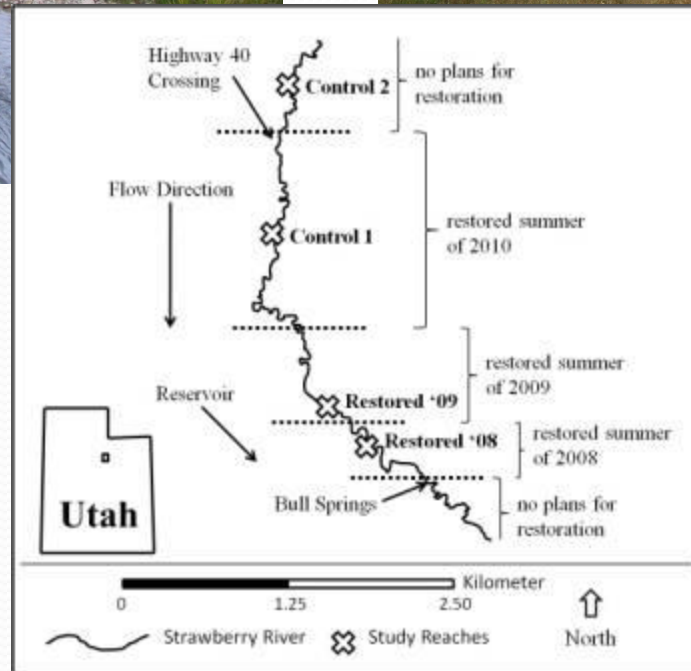 Highway 40
Crossing
Control 2
no plans for
restoration
Flow Direction
Control 1
restored summer
of 2010
restored summer
of 2009
Reservoir
Restored '09
Restored '08
restored summer
of 2008
Utah
Bull Springs
no plans for
restoration
Kilometer
0 1.25 2.50
Strawberry River Study Reaches North